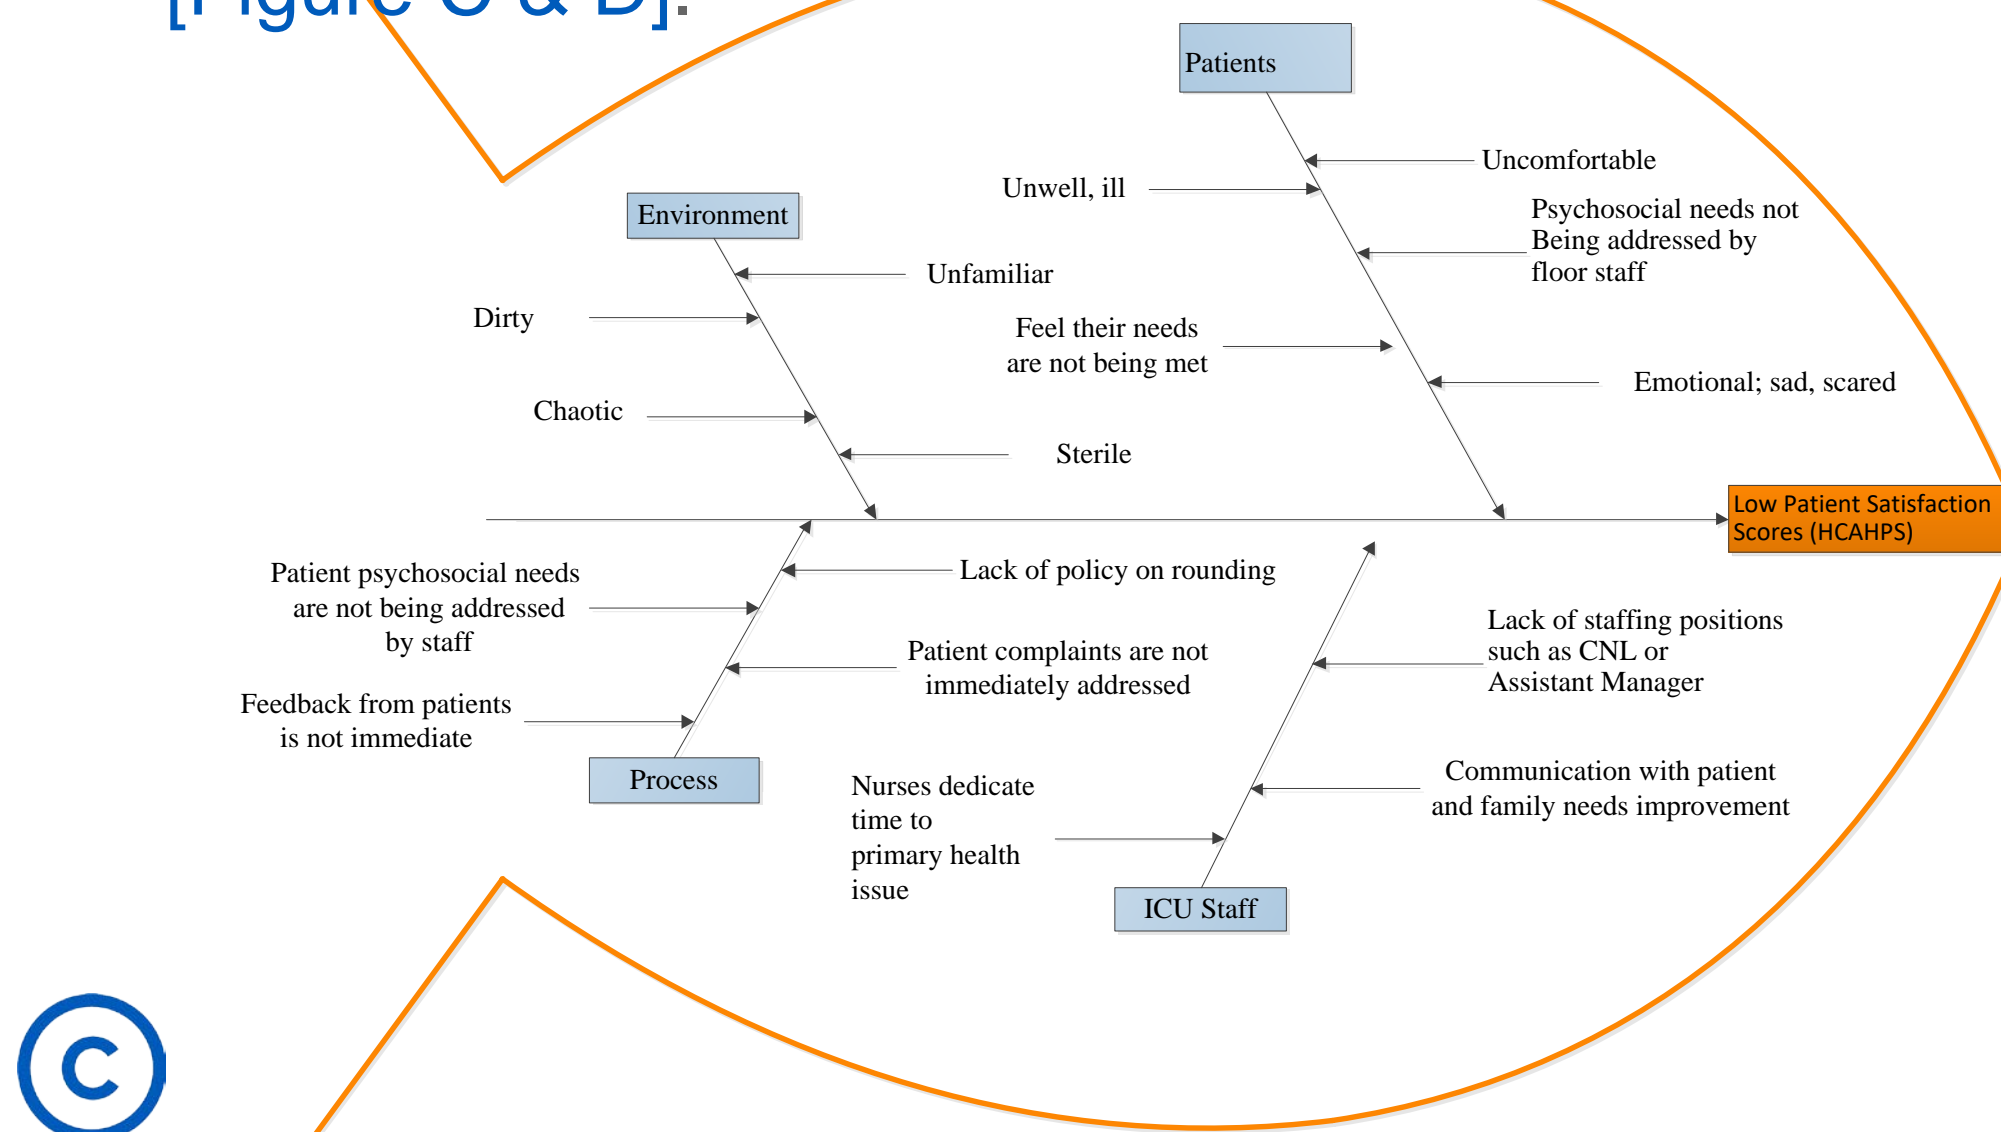 [Figure C & D].
Patients
Uncomfortable
Unwell, ill
Psychosocial needs not
Being addressed by
floor staff
Environment
Unfamiliar
Dirty
Feel their needs
are not being met
Emotional; sad, scared
Chaotic
Sterile
Low Patient Satisfaction
Scores (HCAHPS)
Patient psychosocial needs
are not being addressed
by staff
Lack of policy on rounding
Lack of staffing positions
such as CNL or
Assistant Manager
Patient complaints are not
immediately addressed
Feedback from patients
is not immediate
Process
Communication with patient
and family needs improvement
Nurses dedicate
time to
primary health
issue
ICU Staff
C